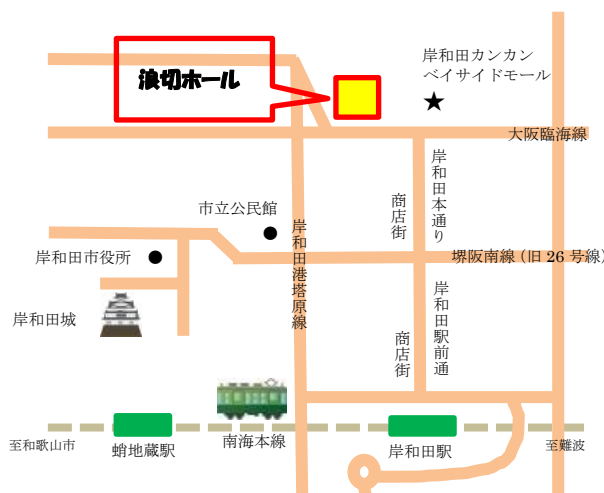 岸和田カンカン
ベイサイドモール
浪切ホール
★
大阪臨海線
岸和田本通り
商店街
市立公民館
岸和田港塔原線
岸和田市役所
堺阪南線（旧 26 号線）
岸和田駅前通
商店街
岸和田城
至和歌山市
蛸地蔵駅
南海本線
岸和田駅
至難波